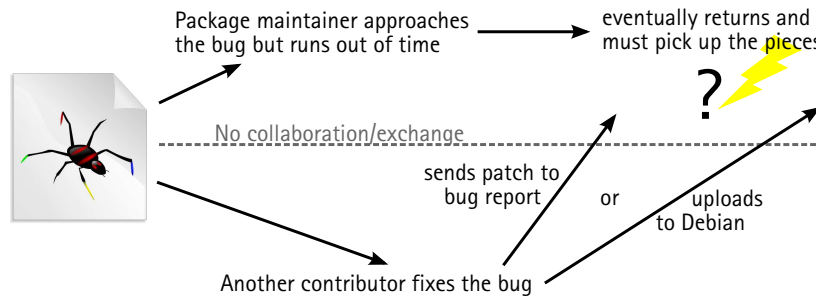 Package maintainer approaches
the bug but runs out of time
eventually returns and
must pick up the pieces
?
No collaboration/exchange
sends patch to
bug report
or
uploads
to Debian
Another contributor fixes the bug